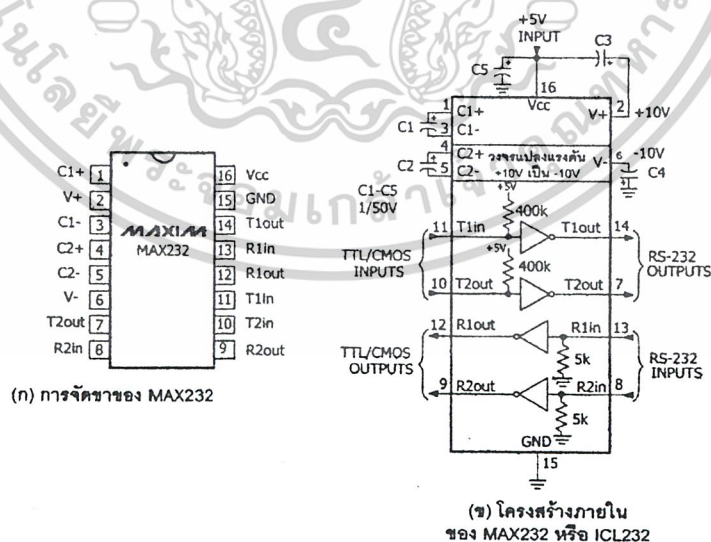 C1+ 1
V+ 2
C1- 3
C2+ 4
C2- 5
V- 6
T2out 7
R2in 8
MAXIM
MAX232
16 Vcc
15 GND
14 T1out
13 R1in
12 R1out
11 T1in
10 T2in
9 R2out
(ก) การจัดขาของ MAX232
+5V
INPUT
C3
C5
16
Vcc
1 C1+
C1
3 C1-
V+ 2
+10V
4 C2+
C2
5 C2-
วงจรแปลงแรงดัน
+10V เป็น -10V
V- 6
-10V
C4
C1-C5
1/50V
+5V
400k
11 T1in
T1out 14
+5V
400k
TTL/CMOS
INPUTS
RS-232
OUTPUTS
10 T2in
T2out 7
12 R1out
R1in 13
5k
TTL/CMOS
OUTPUTS
RS-232
INPUTS
9 R2out
R2in 8
5k
GND
15
(ข) โครงสร้างภายใน
ของ MAX232 หรือ ICL232